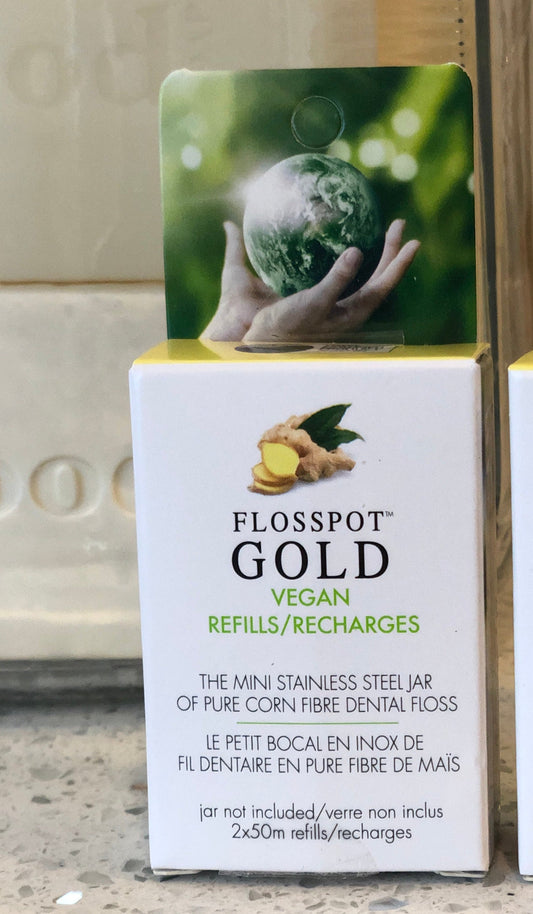 FLOSSPOT™
GOLD
VEGAN
REFILLS/RECHARGES
THE MINI STAINLESS STEEL JAR
OF PURE CORN FIBRE DENTAL FLOSS
LE PETIT BOCAL EN INOX DE
FIL DENTAIRE EN PURE FIBRE DE MAÏS
jar not included/verre non inclus
2x50m refills/recharges